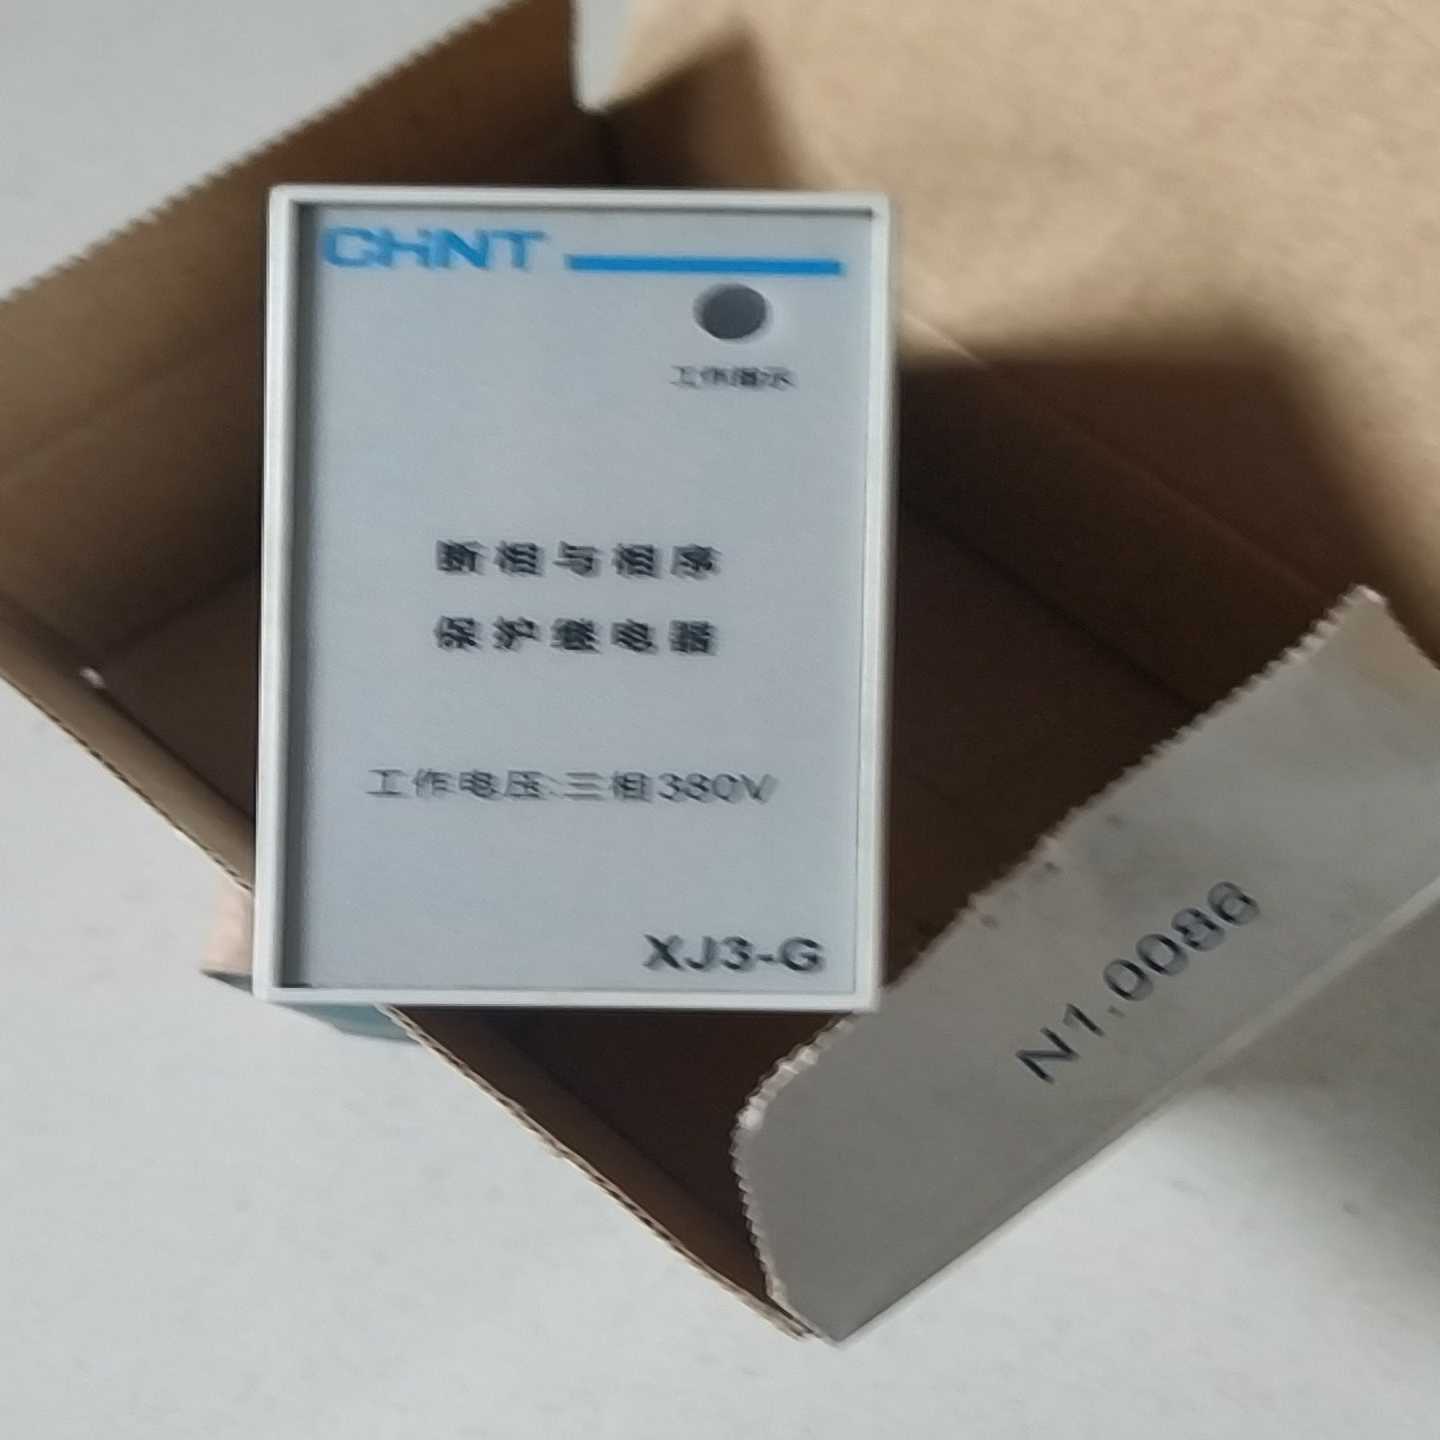 CHNT
工作指示
断相与相序
保护继电器
工作电压:三相380V
XJ3-G
N1.0086